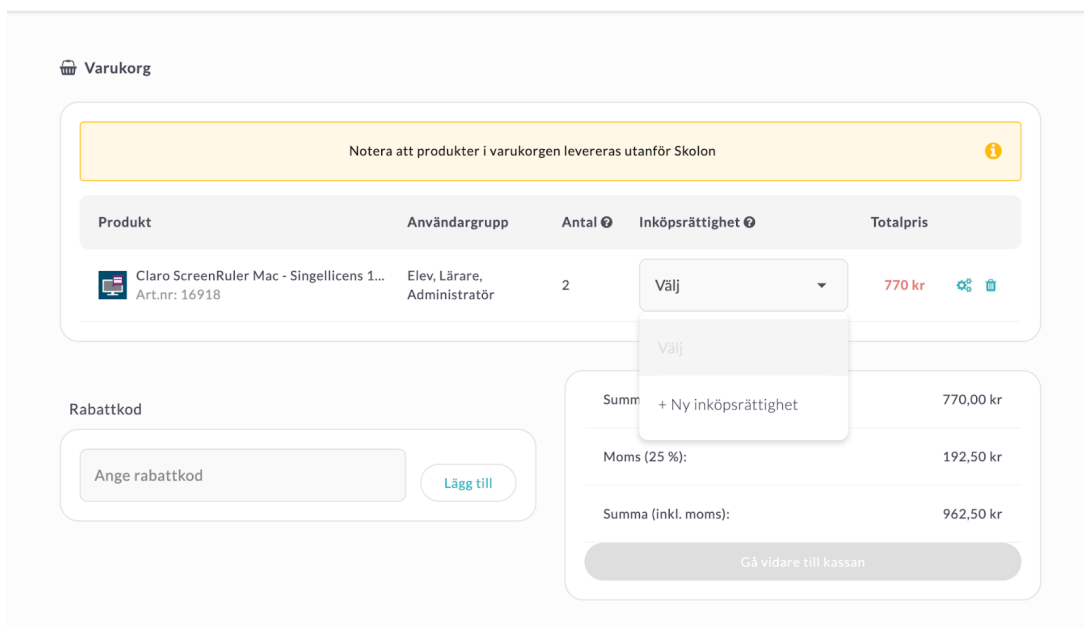 Varukorg
Notera att produkter i varukorgen levereras utanför Skolon
Produkt Användargrupp Antal Inköpsrättighet Totalpris
Claro ScreenRuler Mac - Singellicens 1... Elev, Lärare,
Art.nr: 16918 Administratör 2 Välj 770 kr
Välj
+ Ny inköpsrättighet
Rabattkod
Ange rabattkod Lägg till
Summ 770,00 kr
Moms (25 %): 192,50 kr
Summa (inkl. moms): 962,50 kr
Gå vidare till kassan